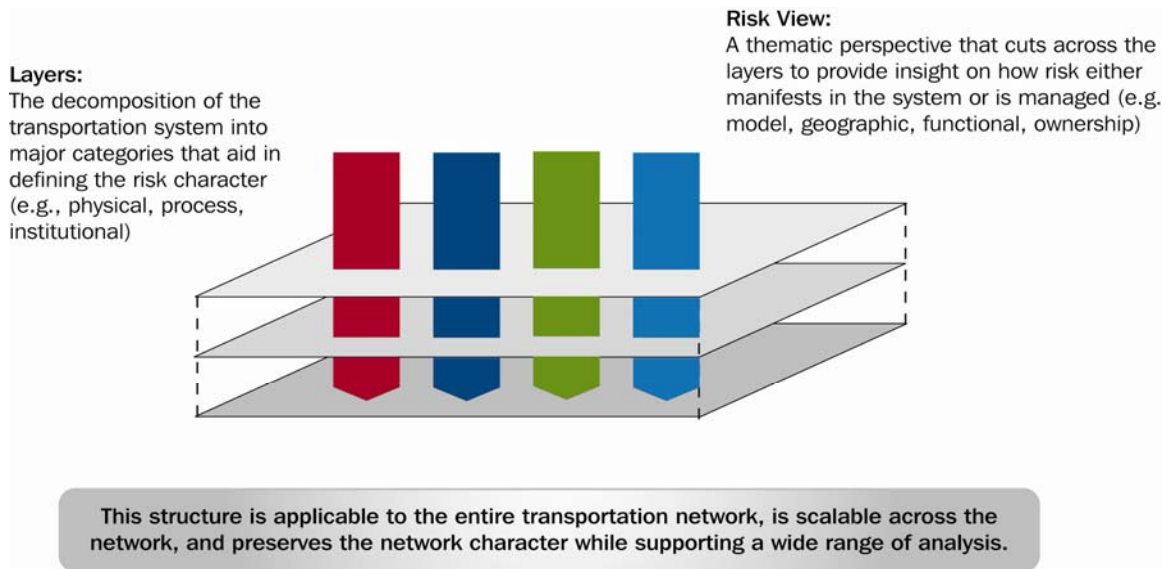 Layers:
The decomposition of the
transportation system into
major categories that aid in
defining the risk character
(e.g., physical, process,
institutional)
Risk View:
A thematic perspective that cuts across the
layers to provide insight on how risk either
manifests in the system or is managed (e.g.
model, geographic, functional, ownership)
This structure is applicable to the entire transportation network, is scalable across the
network, and preserves the network character while supporting a wide range of analysis.